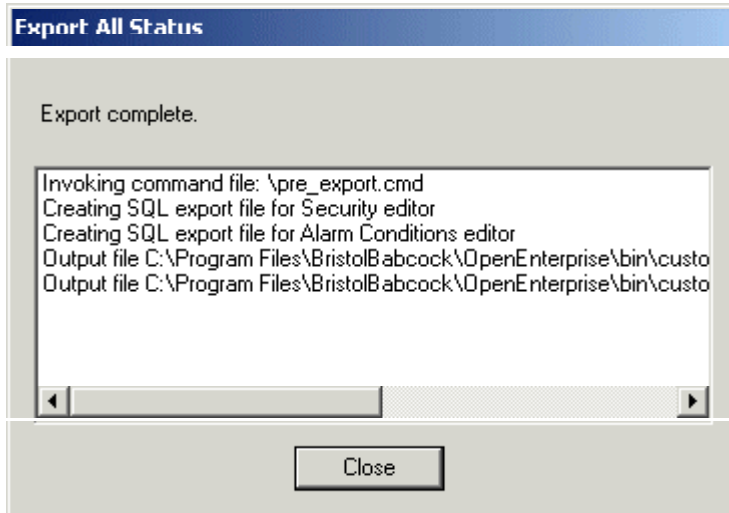 Export All Status
Export complete.
Invoking command file: \pre_export.cmd
Creating SQL export file for Security editor
Creating SQL export file for Alarm Conditions editor
Output file C:\Program Files\BristolBabcock\OpenEnterprise\bin\custo
Output file C:\Program Files\BristolBabcock\OpenEnterprise\bin\custo
Close